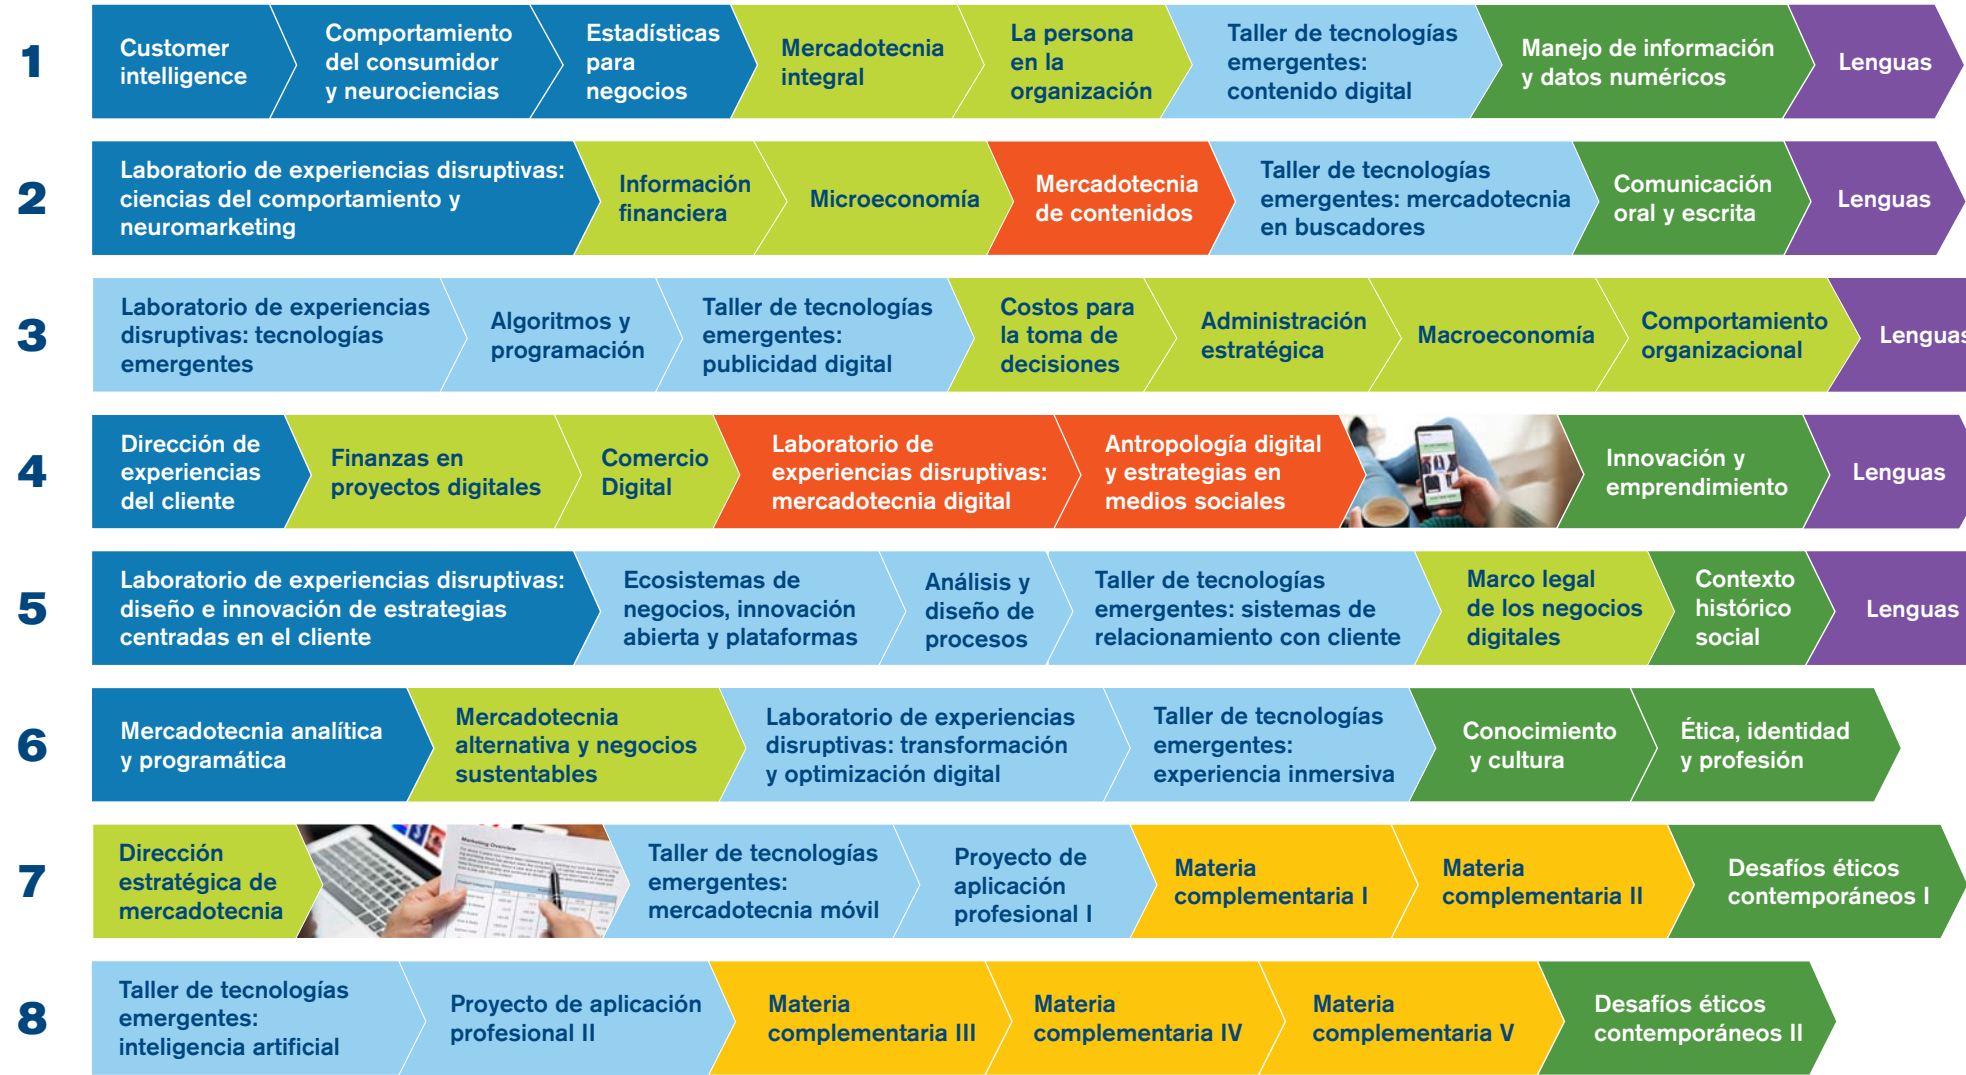 1
Customer
intelligence
Comportamiento
del consumidor
y neurociencias
Estadísticas
para
negocios
Mercadotecnia
integral
La persona
en la
organización
Taller de tecnologías
emergentes:
contenido digital
Manejo de información
y datos numéricos
Lenguas
2
Laboratorio de experiencias disruptivas:
ciencias del comportamiento y
neuromarketing
Información
financiera
Microeconomía
Mercadotecnia
de contenidos
Taller de tecnologías
emergentes: mercadotecnia
en buscadores
Comunicación
oral y escrita
Lenguas
3
Laboratorio de experiencias
disruptivas: tecnologías
emergentes
Algoritmos y
programación
Taller de tecnologías
emergentes:
publicidad digital
Costos para
la toma de
decisiones
Administración
estratégica
Macroeconomía
Comportamiento
organizacional
Lenguas
4
Dirección de
experiencias
del cliente
Finanzas en
proyectos digitales
Comercio
Digital
Laboratorio de
experiencias disruptivas:
mercadotecnia digital
Antropología digital
y estrategias en
medios sociales
Innovación y
emprendimiento
Lenguas
5
Laboratorio de experiencias disruptivas:
diseño e innovación de estrategias
centradas en el cliente
Ecosistemas de
negocios, innovación
abierta y plataformas
Análisis y
diseño de
procesos
Taller de tecnologías
emergentes: sistemas de
relacionamiento con cliente
Marco legal
de los negocios
digitales
Contexto
histórico
social
Lenguas
6
Mercadotecnia analítica
y programática
Mercadotecnia
alternativa y negocios
sustentables
Laboratorio de experiencias
disruptivas: transformación
y optimización digital
Taller de tecnologías
emergentes:
experiencia inmersiva
Conocimiento
y cultura
Ética, identidad
y profesión
7
Dirección
estratégica de
mercadotecnia
Marketing Overview
Taller de tecnologías
emergentes:
mercadotecnia móvil
Proyecto de
aplicación
profesional I
Materia
complementaria I
Materia
complementaria II
Desafíos éticos
contemporáneos I
8
Taller de tecnologías
emergentes:
inteligencia artificial
Proyecto de aplicación
profesional II
Materia
complementaria III
Materia
complementaria IV
Materia
complementaria V
Desafíos éticos
contemporáneos II